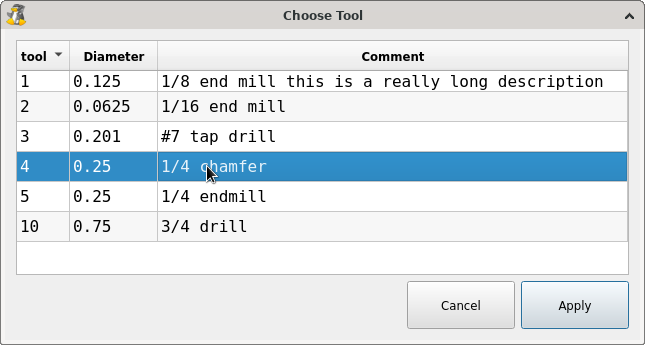 Choose Tool
tool Diameter Comment
1 0.125 1/8 end mill this is a really long description
2 0.0625 1/16 end mill
3 0.201 #7 tap drill
4 0.25 1/4 chamfer
5 0.25 1/4 endmill
10 0.75 3/4 drill
Cancel Apply